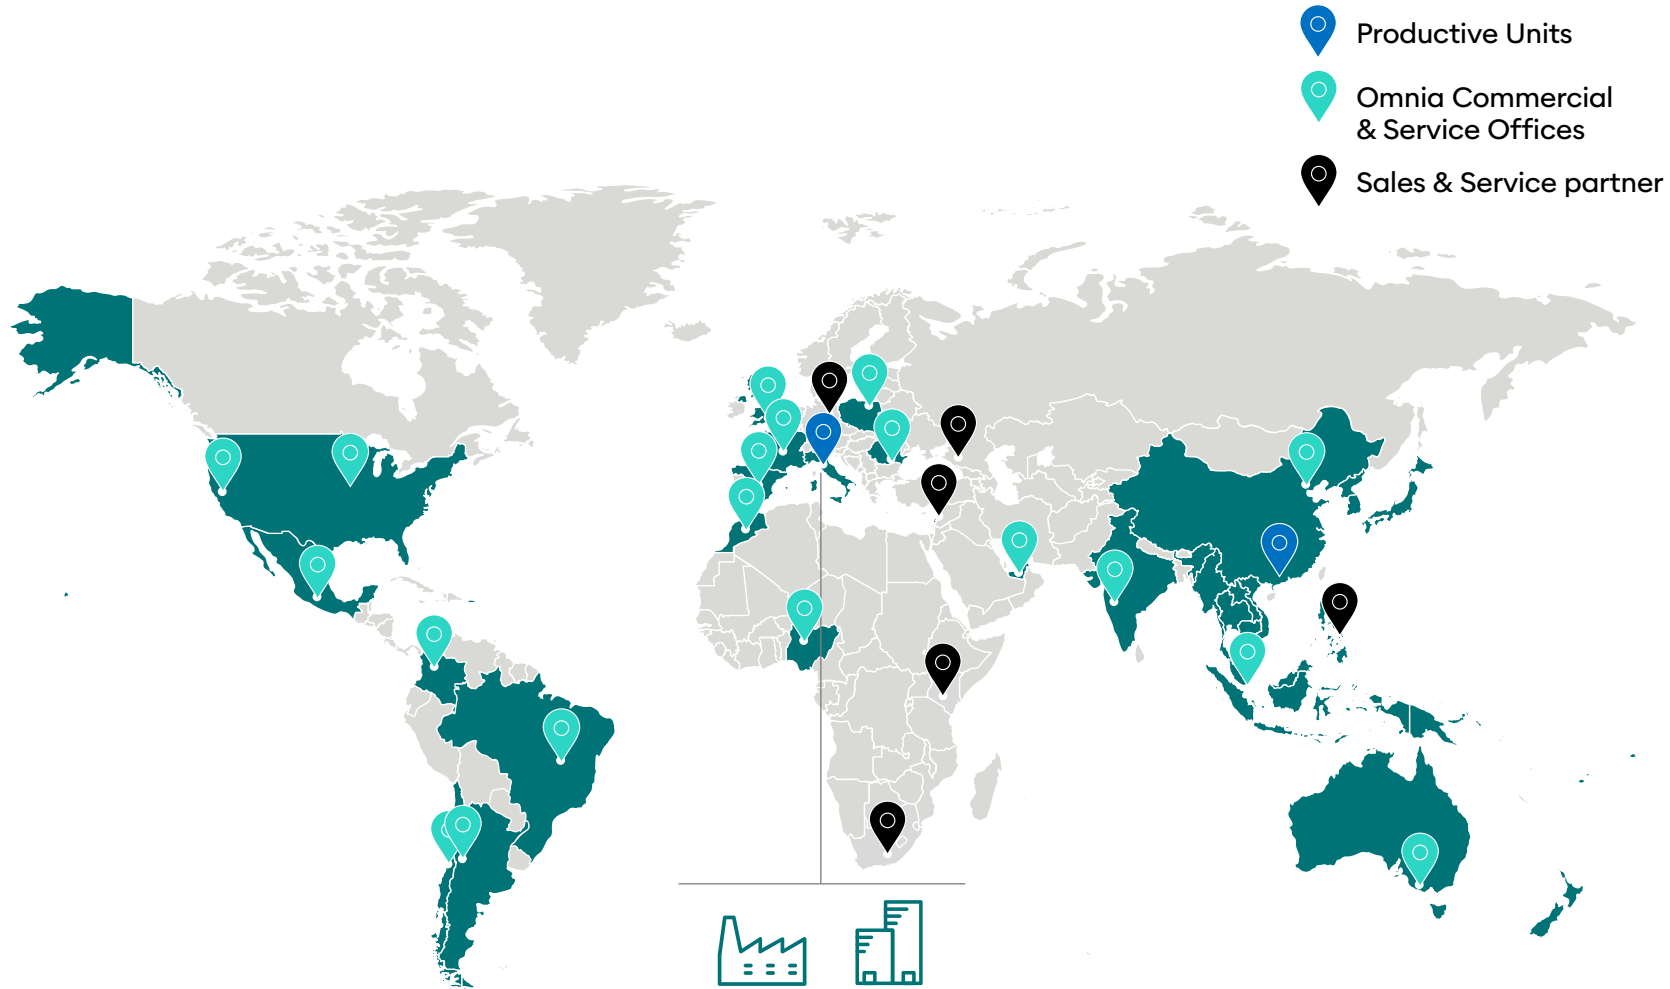 Productive Units
Omnia Commercial
& Service Offices
Sales & Service partner